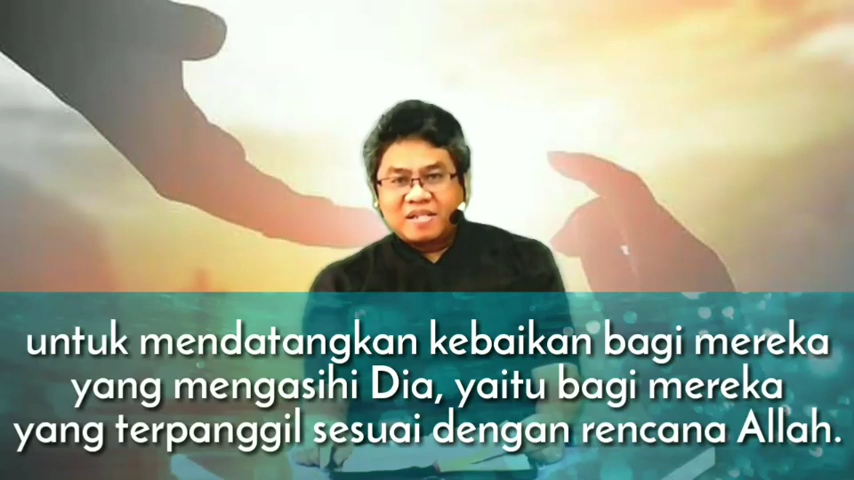 untuk mendatangkan kebaikan bagi mereka
yang mengasihi Dia, yaitu bagi mereka
yang terpanggil sesuai dengan rencana Allah.